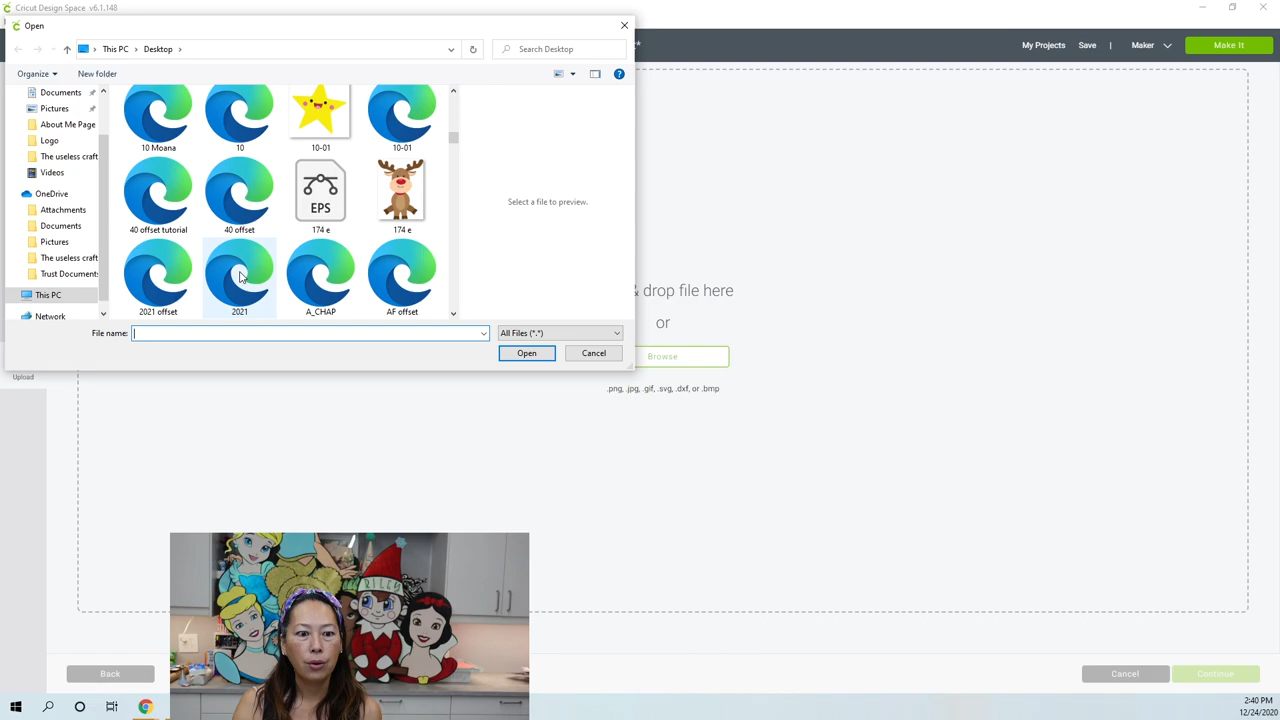 Cricut Design Space v6.1.148
Open
This PC
Desktop
Search Desktop
My Projects
Save
|
Maker
Make It
Organize
New folder
Documents
Pictures
About Me Page
Logo
The useless craft
Videos
OneDrive
Attachments
Documents
Pictures
The useless craft
Trust Document
This PC
Network
10 Moana
10
10-01
10-01
40 offset tutorial
40 offset
EPS
174 e
174 e
2021 offset
2021
A_CHAP
AF offset
Select a file to preview.
File name:
All Files (*.*)
Open
Cancel
Upload
& drop file here
or
Browse
.png, .jpg, .gif, .svg, .dxf, or .bmp
RILEY
Back
Cancel
Continue
2:40 PM
12/24/2020